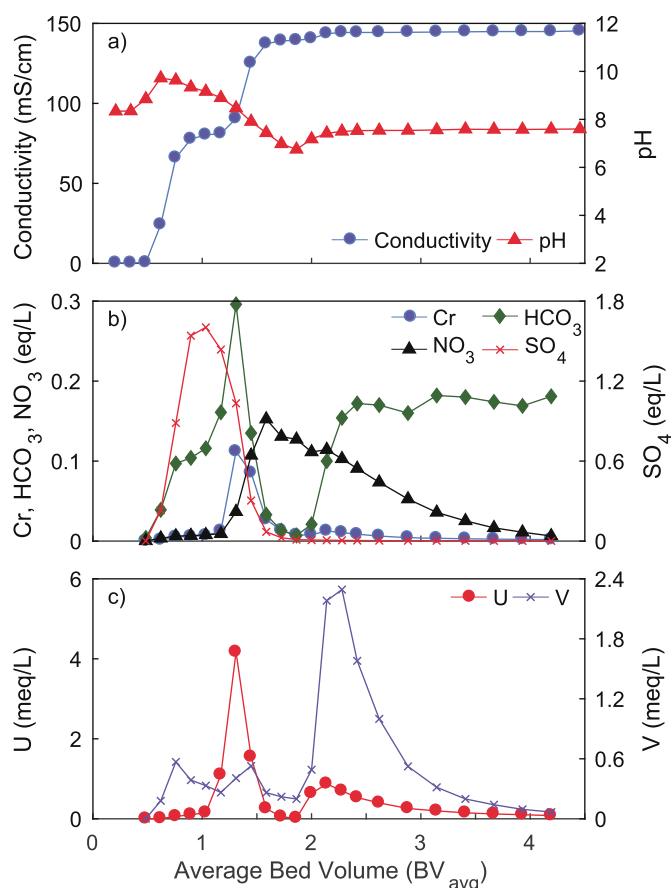 a)
Conductivity (mS/cm)
150
100
50
0
pH
12
10
8
6
4
2
Conductivity
pH
b)
Cr, HCO3, NO3 (eq/L)
0.3
0.2
0.1
0
SO4 (eq/L)
1.8
1.2
0.6
0
Cr
HCO3
NO3
SO4
c)
U (meq/L)
6
4
2
0
V (meq/L)
2.4
1.8
1.2
0.6
0
U
V
0 1 2 3 4
Average Bed Volume (BVavg)